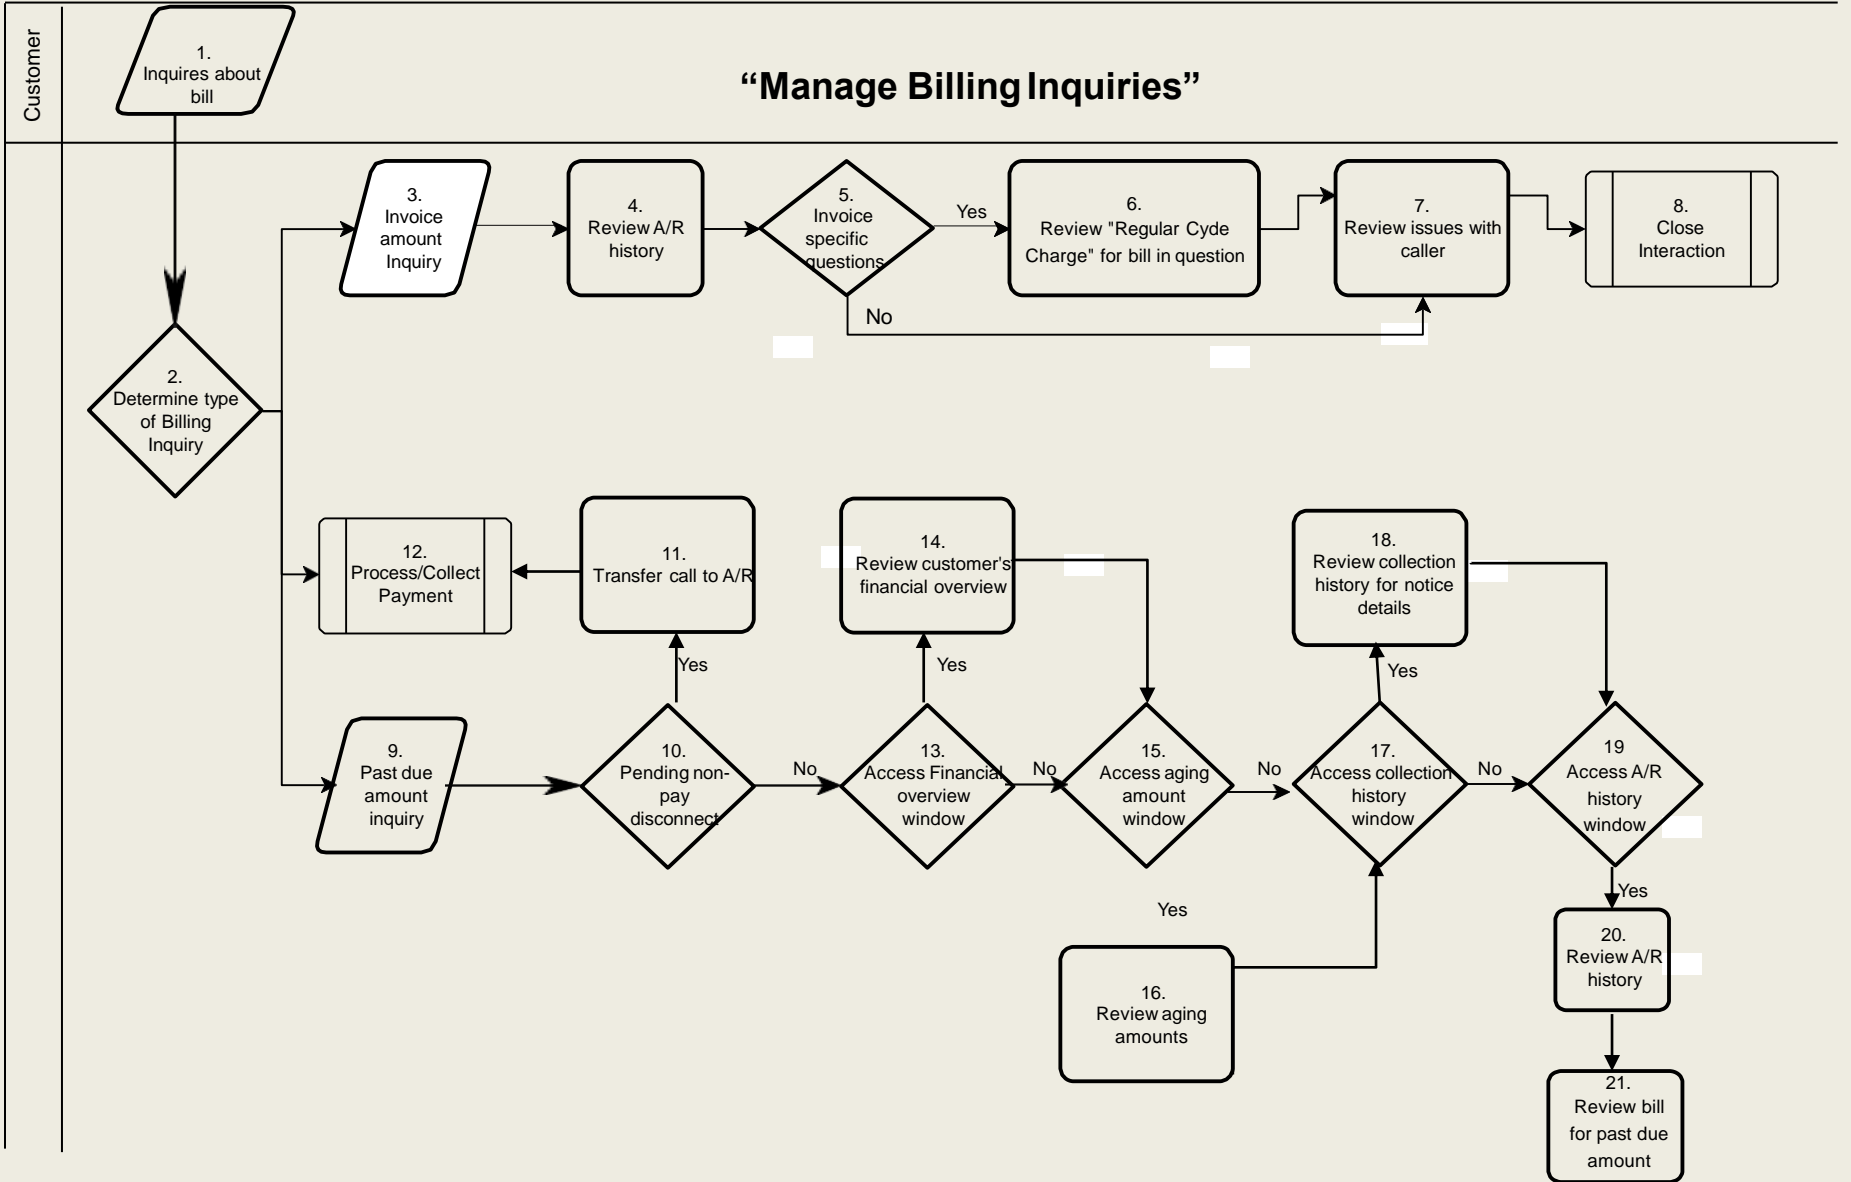 Customer
1.
Inquires about
bill
“Manage Billing Inquiries”
2.
Determine type
of Billing
Inquiry
3.
Invoice
amount
Inquiry
4.
Review A/R
history
5.
Invoice
specific
questions
Yes
No
6.
Review "Regular Cyde
Charge" for bill in question
7.
Review issues with
caller
8.
Close
Interaction
9.
Past due
amount
inquiry
10.
Pending non-
pay
disconnect
Yes
No
11.
Transfer call to A/R
12.
Process/Collect
Payment
13.
Access Financial
overview
window
Yes
No
14.
Review customer's
financial overview
15.
Access aging
amount
window
No
Yes
16.
Review aging
amounts
17.
Access collection
history
window
Yes
No
18.
Review collection
history for notice
details
19
Access A/R
history
window
Yes
20.
Review A/R
history
21.
Review bill
for past due
amount